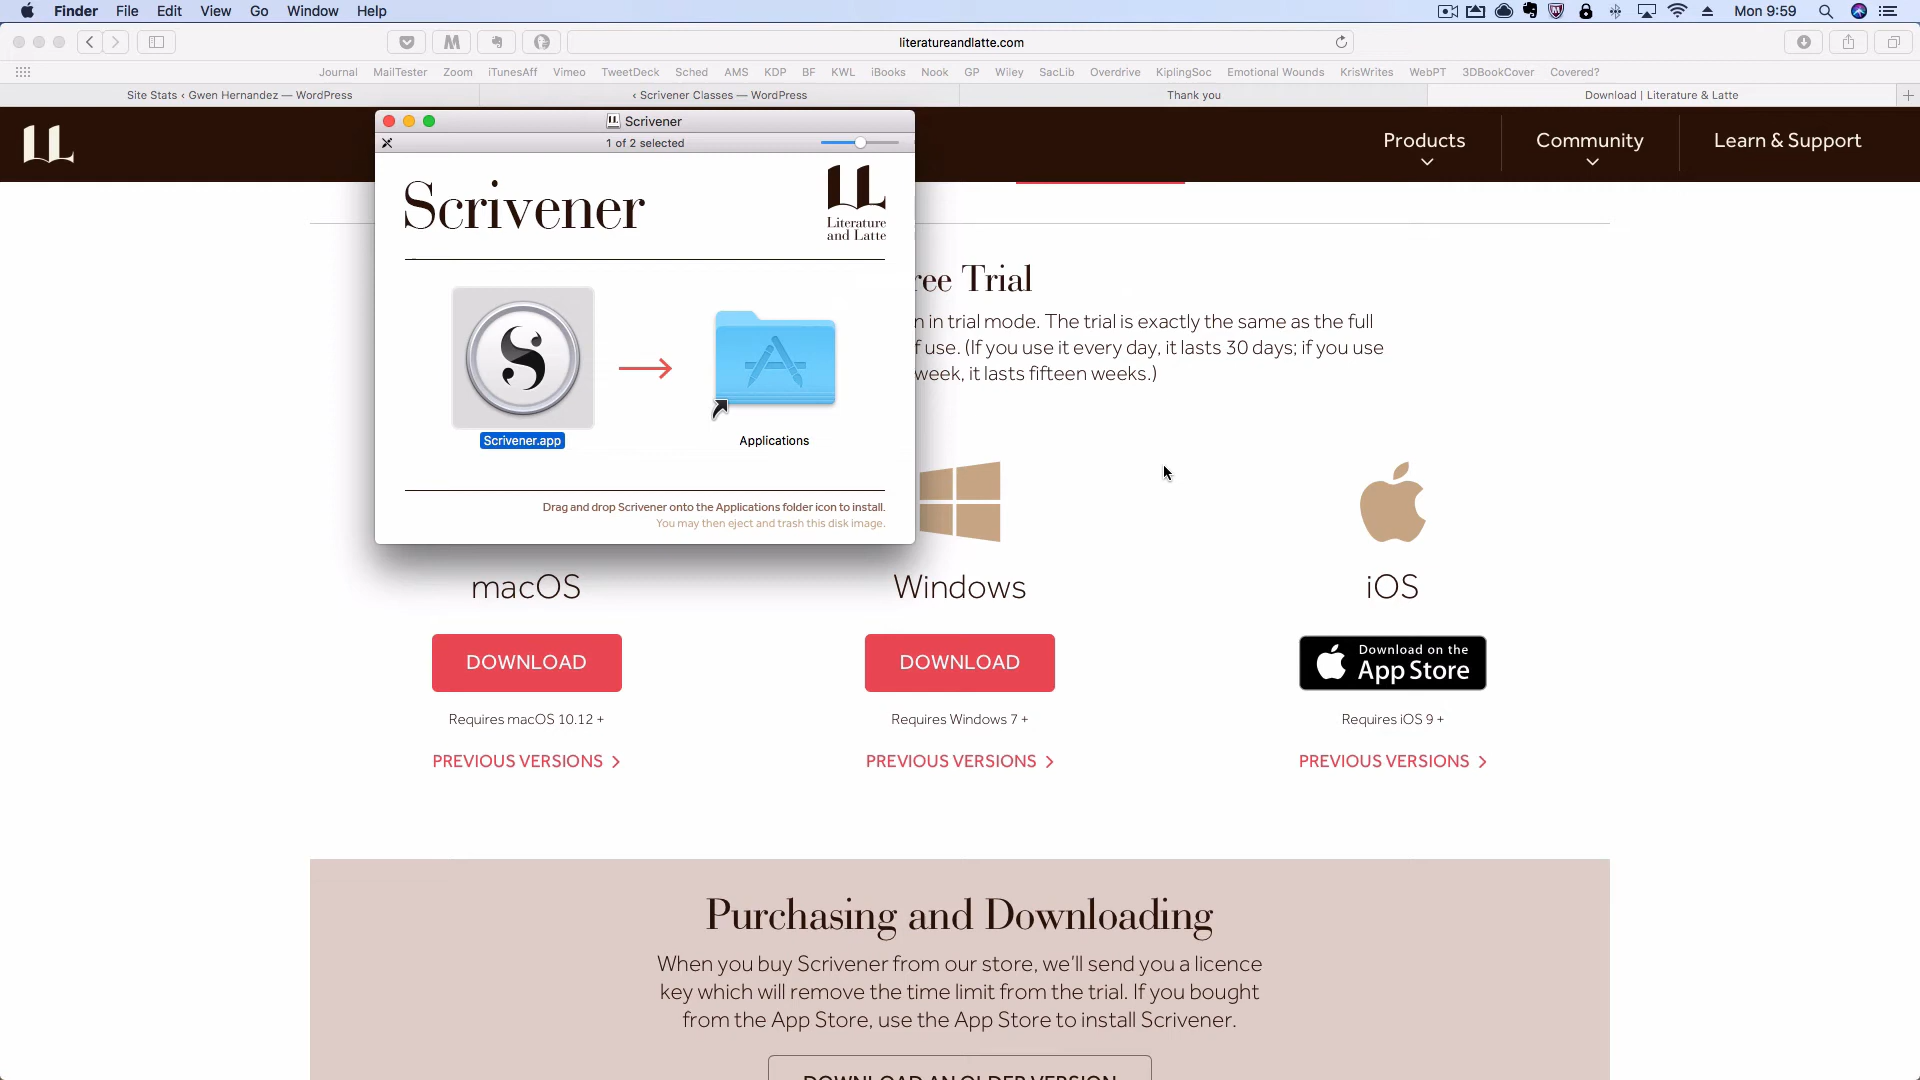 Finder File Edit View Go Window Help
Mon 9:59
literatureandlatte.com
Journal MailTester Zoom iTunesAff Vimeo TweetDeck Sched AMS KDP BF KWL iBooks Nook GP Wiley SacLib Overdrive KiplingSoc Emotional Wounds KrisWrites WebPT 3DBookCover Covered?
Site Stats ‹ Gwen Hernandez — WordPress
‹ Scrivener Classes — WordPress
Thank you
Download | Literature & Latte
Products
Community
Learn & Support
Scrivener
1 of 2 selected
Scrivener
Literature
and Latte
Scrivener.app
Applications
Drag and drop Scrivener onto the Applications folder icon to install.
You may then eject and trash this disk image.
ree Trial
n in trial mode. The trial is exactly the same as the full
f use. (If you use it every day, it lasts 30 days; if you use
week, it lasts fifteen weeks.)
macOS
DOWNLOAD
Requires macOS 10.12 +
PREVIOUS VERSIONS
Windows
DOWNLOAD
Requires Windows 7 +
PREVIOUS VERSIONS
iOS
Download on the
App Store
Requires iOS 9 +
PREVIOUS VERSIONS
Purchasing and Downloading
When you buy Scrivener from our store, we'll send you a licence
key which will remove the time limit from the trial. If you bought
from the App Store, use the App Store to install Scrivener.
DOWNLOAD AN OLDER VERSION